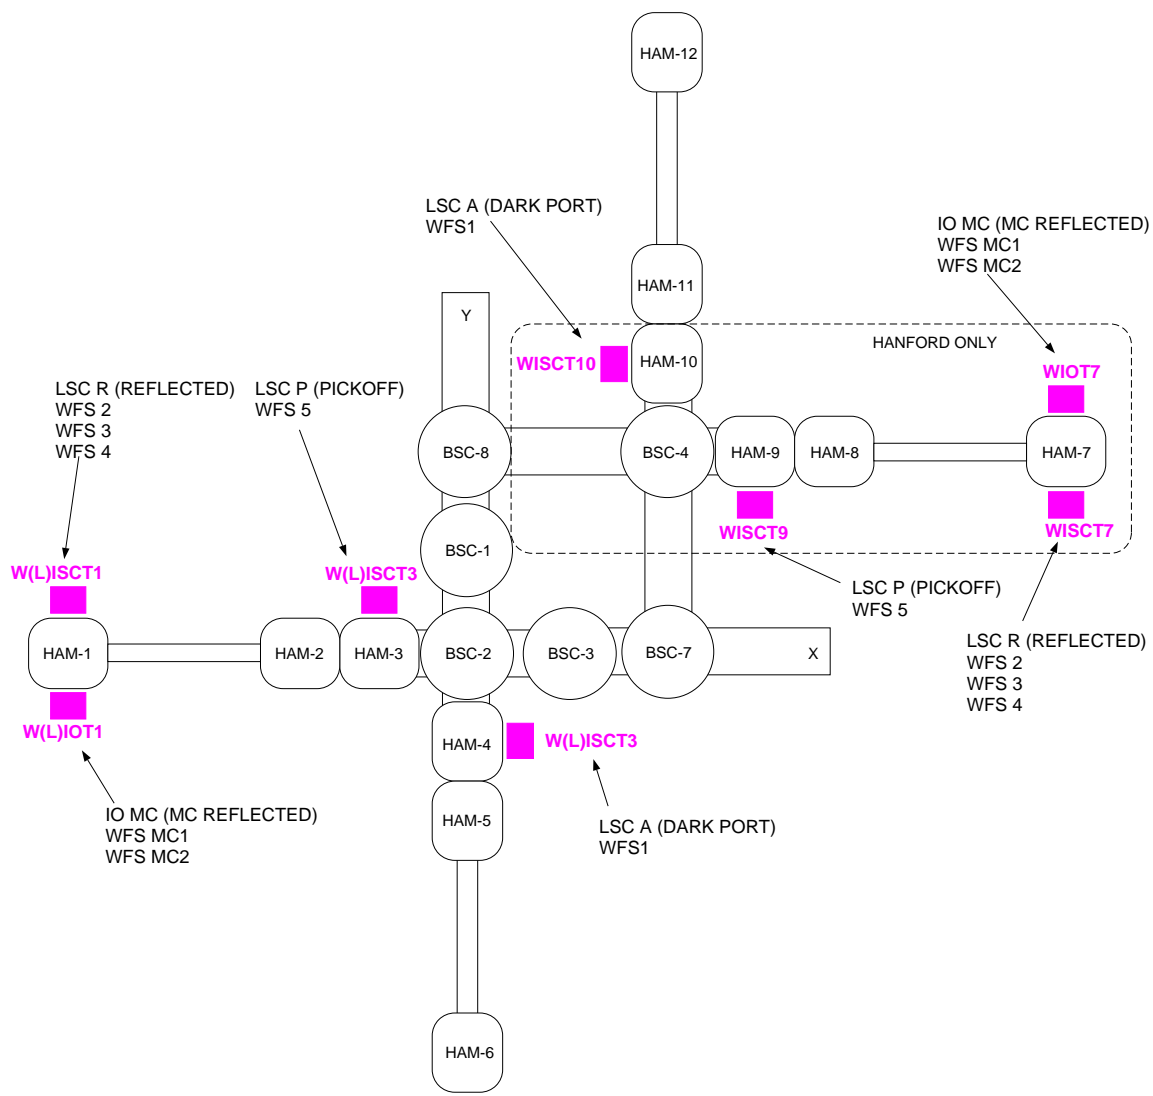 HAM-12
LSC A (DARK PORT)
WFS1
IO MC (MC REFLECTED)
WFS MC1
WFS MC2
HAM-11
Y
HANFORD ONLY
WISCT10
HAM-10
WIOT7
LSC R (REFLECTED)
WFS 2
WFS 3
WFS 4
LSC P (PICKOFF)
WFS 5
BSC-8
BSC-4
HAM-9
HAM-8
HAM-7
WISCT9
WISCT7
BSC-1
W(L)ISCT1
W(L)ISCT3
LSC P (PICKOFF)
WFS 5
HAM-1
HAM-2
HAM-3
BSC-2
BSC-3
BSC-7
X
LSC R (REFLECTED)
WFS 2
WFS 3
WFS 4
W(L)IOT1
HAM-4
W(L)ISCT3
IO MC (MC REFLECTED)
WFS MC1
WFS MC2
HAM-5
LSC A (DARK PORT)
WFS1
HAM-6